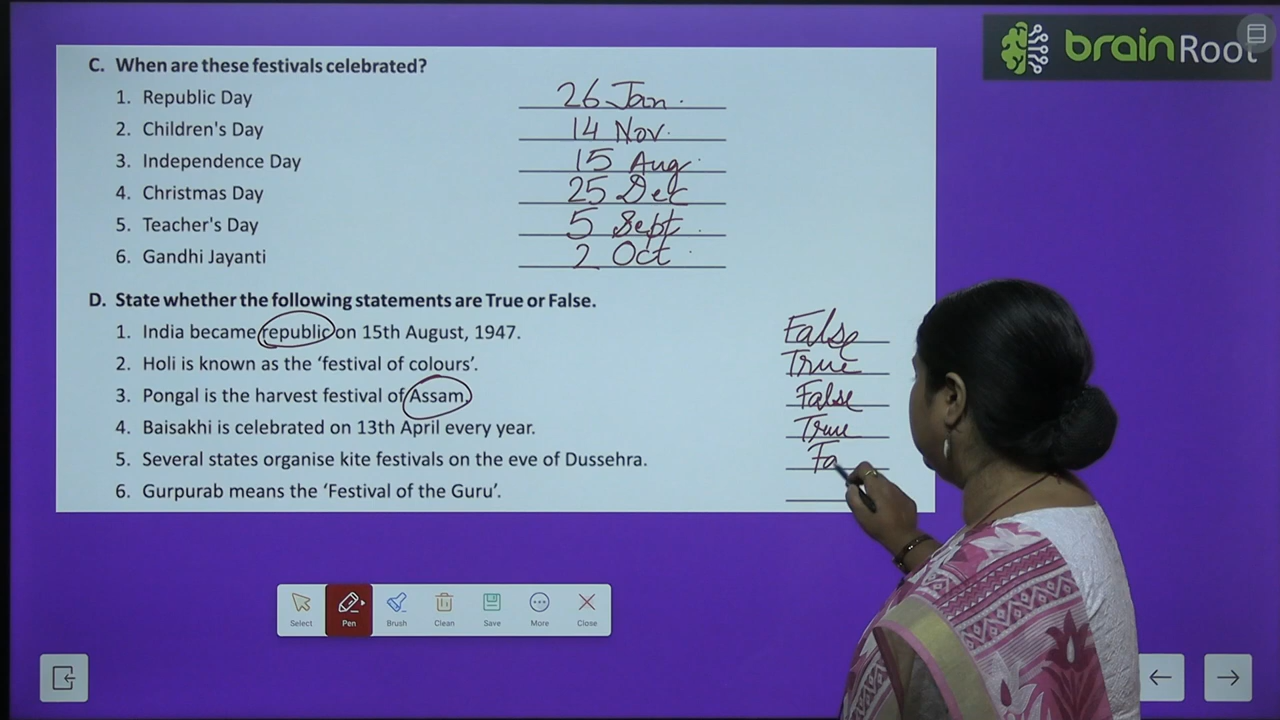 brainRoot
C. When are these festivals celebrated?
1. Republic Day 26 Jan.
2. Children's Day 14 Nov.
3. Independence Day 15 Aug.
4. Christmas Day 25 Dec
5. Teacher's Day 5 Sept.
6. Gandhi Jayanti 2 Oct.
D. State whether the following statements are True or False.
1. India became republic on 15th August, 1947. False
2. Holi is known as the ‘festival of colours’. True
3. Pongal is the harvest festival of Assam. False
4. Baisakhi is celebrated on 13th April every year. True
5. Several states organise kite festivals on the eve of Dussehra. Fa
6. Gurpurab means the ‘Festival of the Guru’.
Select Pen Brush Clean Save More Close